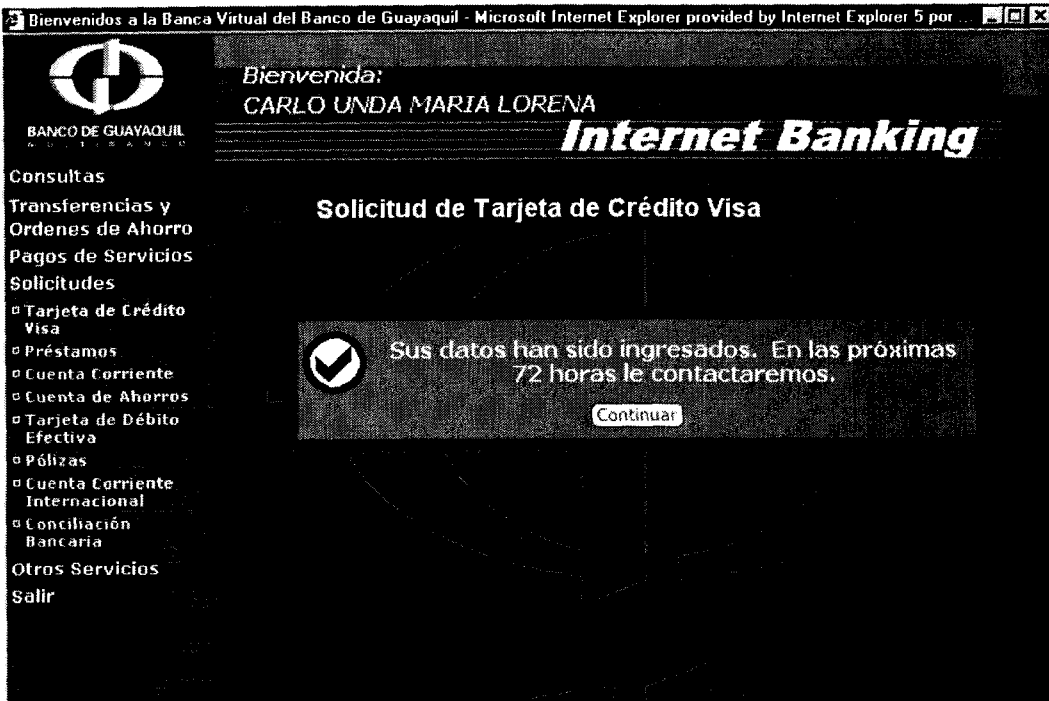 Bienvenidos a la Banca Virtual del Banco de Guayaquil - Microsoft Internet Explorer provided by Internet Explorer 5 por ...
Bienvenida:
CARLO UNDA MARIA LORENA
BANCO DE GUAYAQUIL
MULTIBANCO
Internet Banking
Consultas
Transferencias y
Ordenes de Ahorro
Pagos de Servicios
Solicitudes
Tarjeta de Crédito
Visa
Préstamos
Cuenta Corriente
Cuenta de Ahorros
Tarjeta de Débito
Efectiva
Pólizas
Cuenta Corriente
Internacional
Conciliación
Bancaria
Otros Servicios
Salir
Solicitud de Tarjeta de Crédito Visa
Sus datos han sido ingresados. En las próximas
72 horas le contactaremos.
Continuar